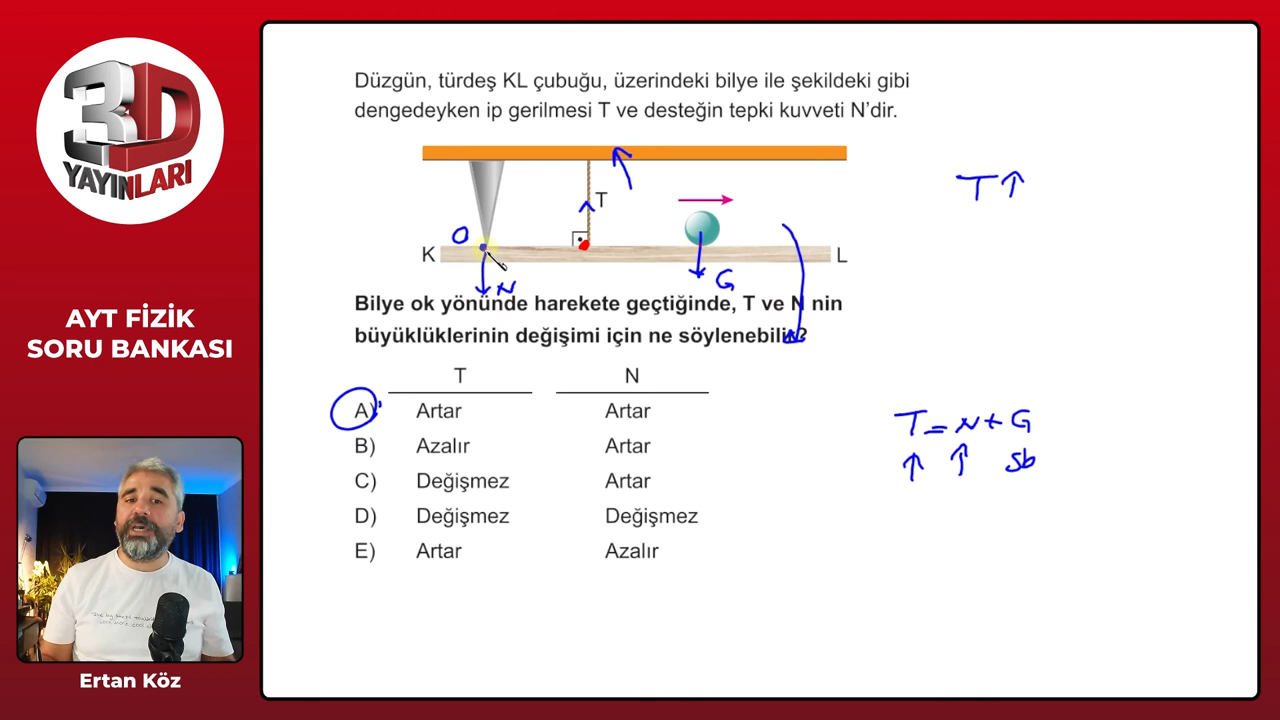 3D
YAYINLARI
AYT FİZİK
SORU BANKASI
Ertan Köz
Düzgün, türdeş KL çubuğu, üzerindeki bilye ile şekildeki gibi
dengedeyken ip gerilmesi T ve desteğin tepki kuvveti N'dir.
T
O
K
L
N
G
T↑
Bilye ok yönünde harekete geçtiğinde, T ve N nin
büyüklüklerinin değişimi için ne söylenebilir?
T N
A) Artar Artar
B) Azalır Artar
C) Değişmez Artar
D) Değişmez Değişmez
E) Artar Azalır
T = N + G
↑ ↑ sb